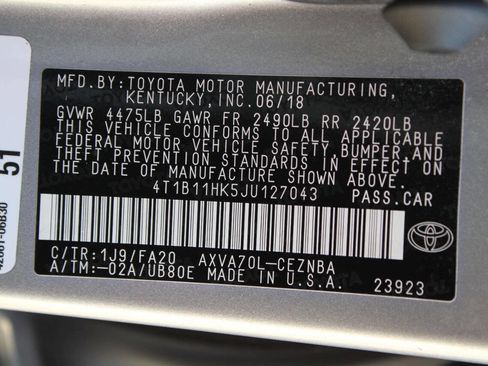 MFD.BY:TOYOTA MOTOR MANUFACTURING,
KENTUCKY, INC.06/18
GVWR 4475LB GAWR FR 2490LB RR 2420LB
THIS VEHICLE CONFORMS TO ALL APPLICABLE
FEDERAL MOTOR VEHICLE SAFETY, BUMPER, AND
THEFT PREVENTION STANDARDS IN EFFECT ON
THE DATE OF MANUFACTURE SHOWN ABOVE.
4T1B11HK5JU127043 PASS.CAR
C/TR:1J9/FA20 AXVA70L-CEZNBA
A/TM:-02A/UB80E MADE IN U.S.A.
23923
51